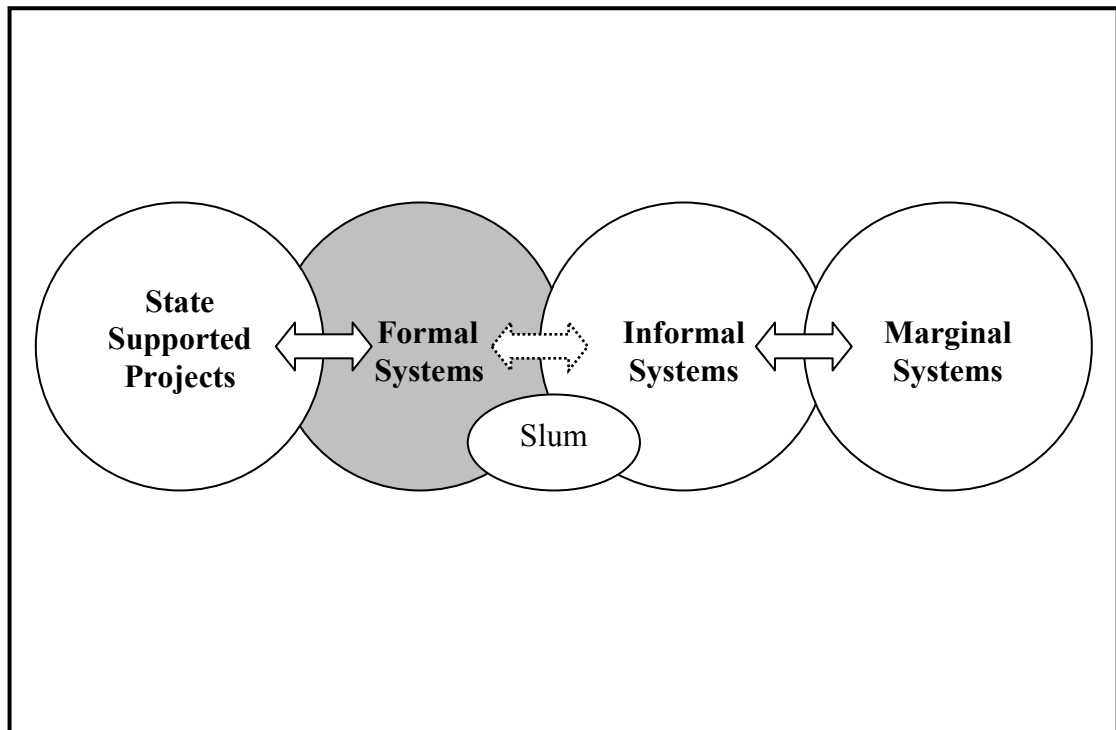 State
Supported
Projects
Formal
Systems
Informal
Systems
Marginal
Systems
Slum